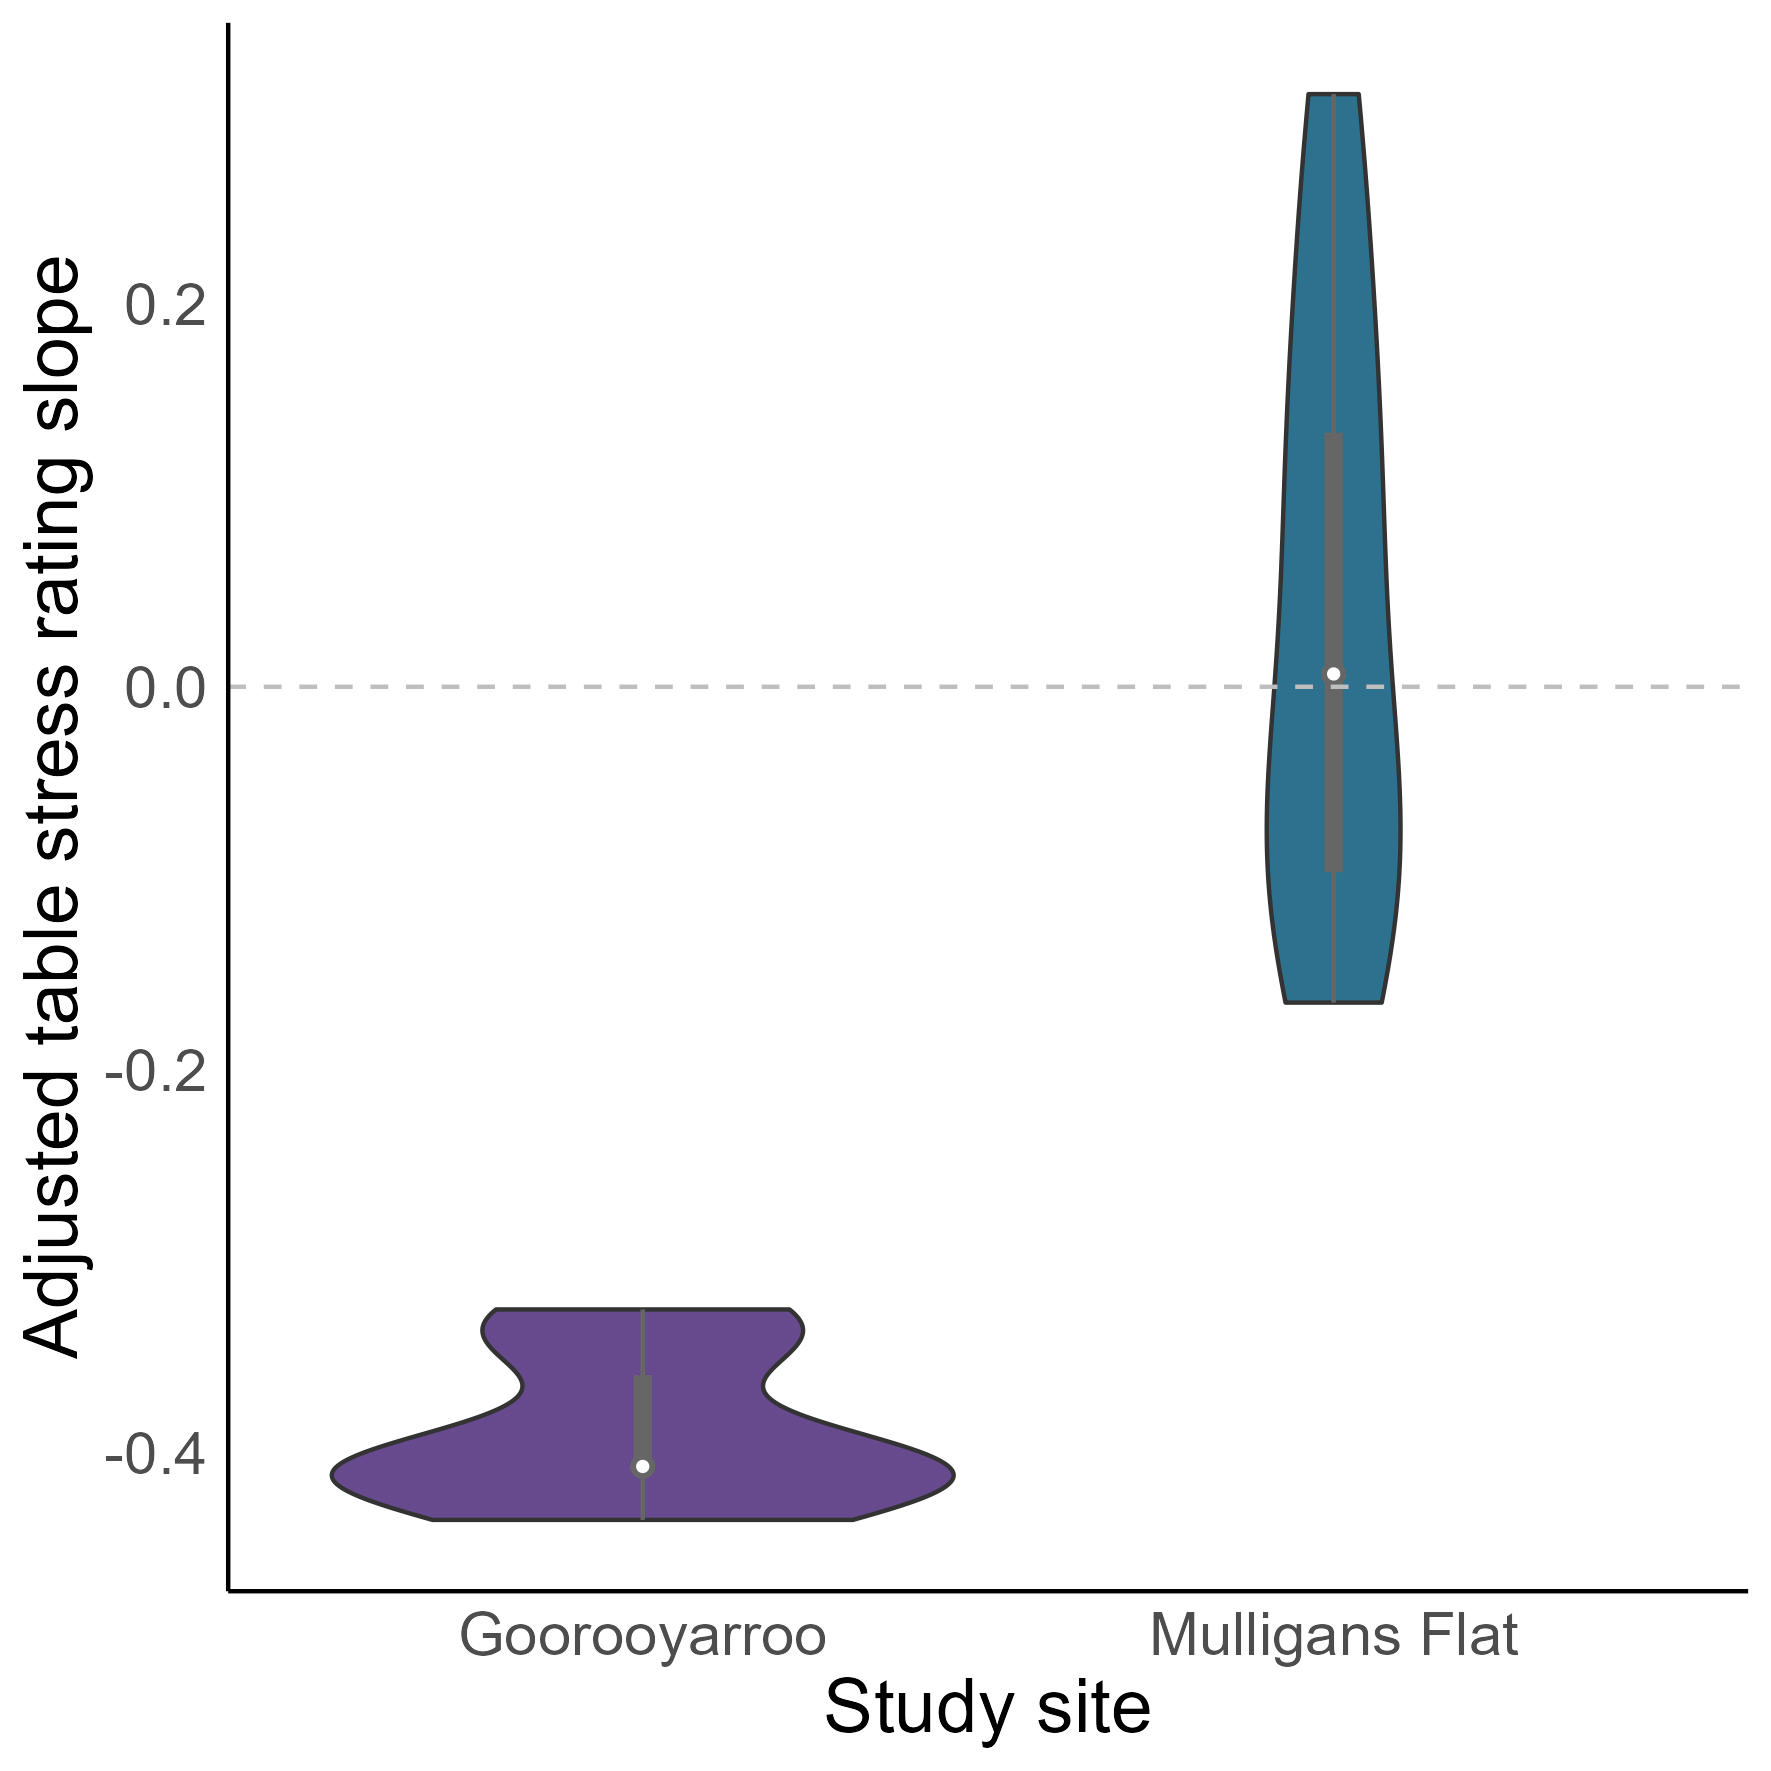 Adjusted table stress rating slope
0.2
0.0
-0.2
-0.4
Goorooyarroo
Mulligans Flat
Study site